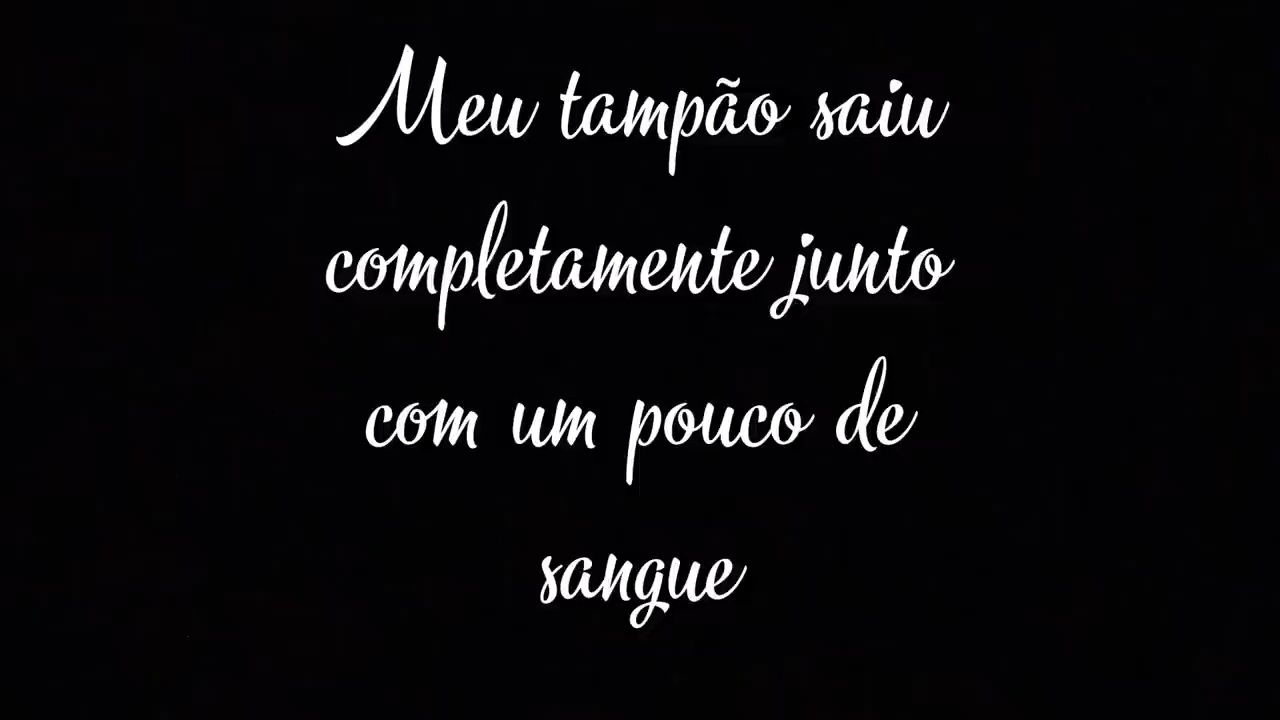 Meu tampão saiu
completamente junto
com um pouco de
sangue